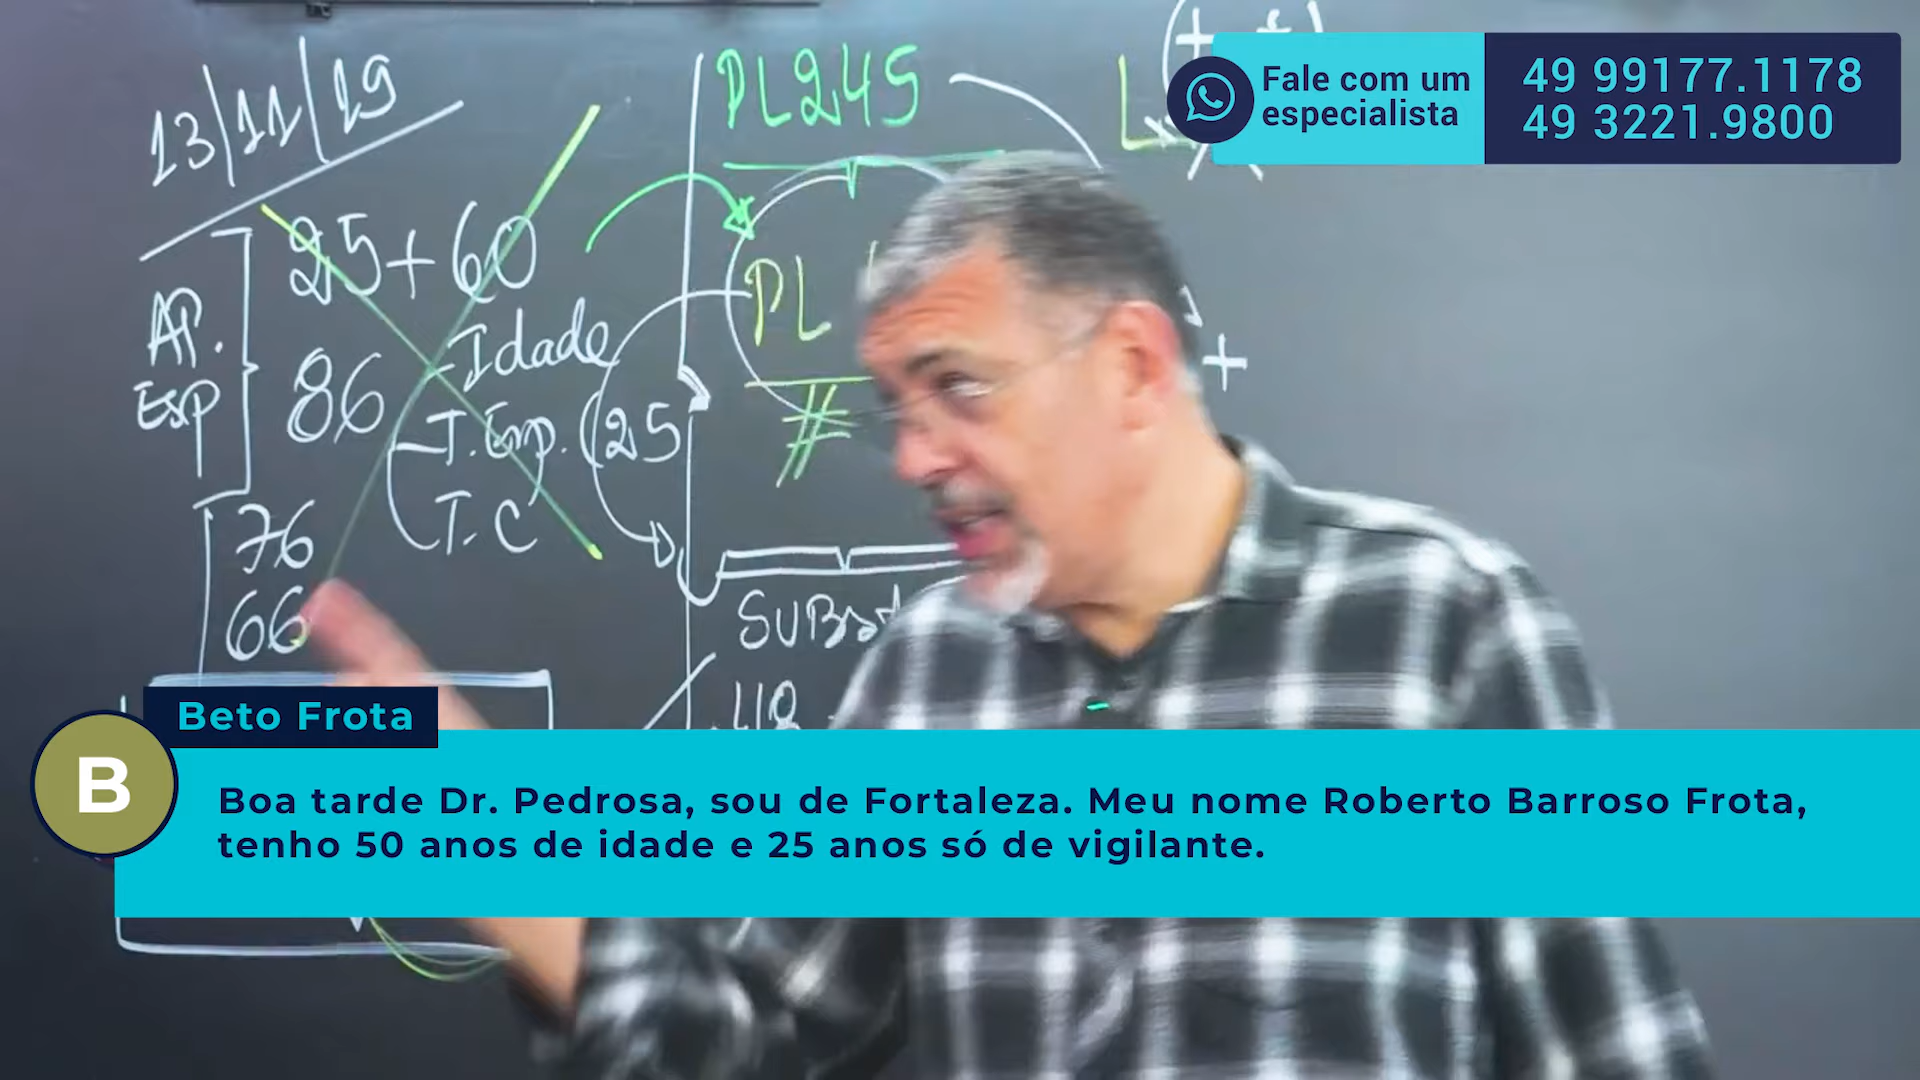 13/11/19
PL245
Fale com um
especialista
49 99177.1178
49 3221.9800
25+60
AP.
Esp
86
-Idade
-T.Esp. (25
T.C
PL
#
+
76
66
SUBst
Beto Frota
B
Boa tarde Dr. Pedrosa, sou de Fortaleza. Meu nome Roberto Barroso Frota,
tenho 50 anos de idade e 25 anos só de vigilante.